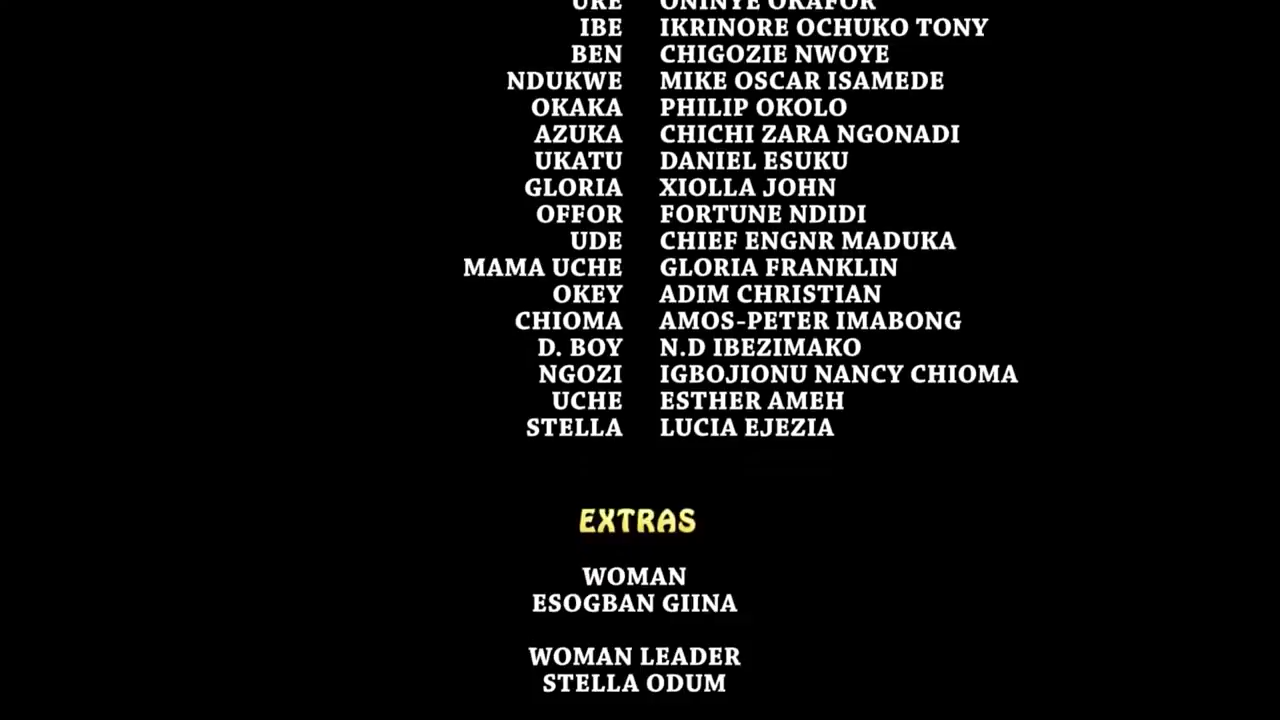 URE ONINYE OKAFOR
IBE IKRINORE OCHUKO TONY
BEN CHIGOZIE NWOYE
NDUKWE MIKE OSCAR ISAMEDE
OKAKA PHILIP OKOLO
AZUKA CHICHI ZARA NGONADI
UKATU DANIEL ESUKU
GLORIA XIOLLA JOHN
OFFOR FORTUNE NDIDI
UDE CHIEF ENGNR MADUKA
MAMA UCHE GLORIA FRANKLIN
OKEY ADIM CHRISTIAN
CHIOMA AMOS-PETER IMABONG
D. BOY N.D IBEZIMAKO
NGOZI IGBOJIONU NANCY CHIOMA
UCHE ESTHER AMEH
STELLA LUCIA EJEZIA
EXTRAS
WOMAN
ESOGBAN GIINA
WOMAN LEADER
STELLA ODUM